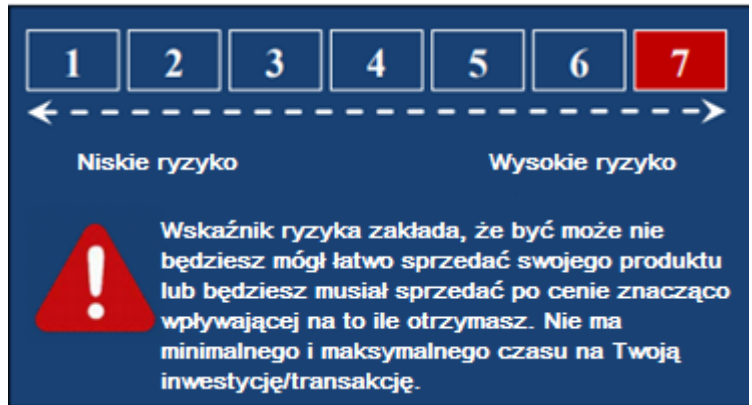 1 2 3 4 5 6 7
Niskie ryzyko Wysokie ryzyko
Wskaźnik ryzyka zakłada, że być może nie
będziesz mógł łatwo sprzedać swojego produktu
lub będziesz musiał sprzedać po cenie znacząco
wpływającej na to ile otrzymasz. Nie ma
minimalnego i maksymalnego czasu na Twoją
inwestycję/transakcję.